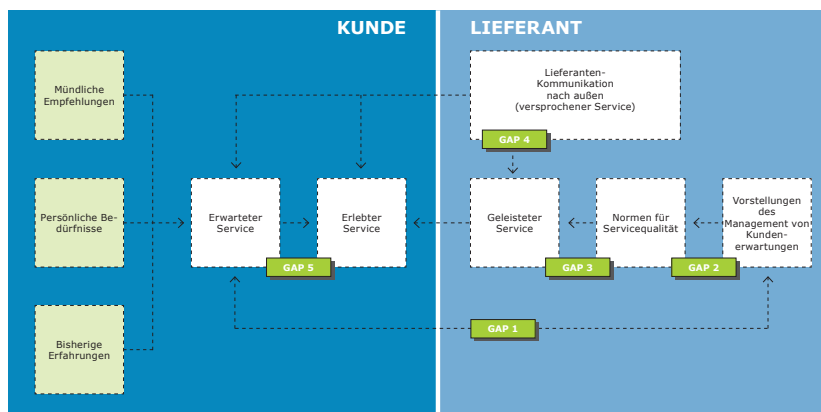 KUNDE
LIEFERANT
Mündliche
Empfehlungen
Lieferanten-
Kommunikation
nach außen
(versprochener Service)
GAP 4
Persönliche Be-
dürfnisse
Erwarteter
Service
Erlebter
Service
Geleisteter
Service
Normen für
Servicequalität
Vorstellungen
des
Management von
Kunden-
erwartungen
GAP 5
GAP 3
GAP 2
GAP 1
Bisherige
Erfahrungen